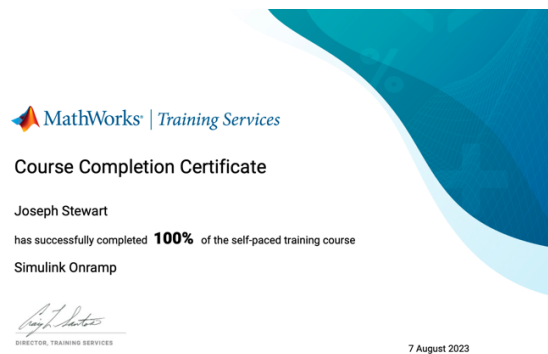 MathWorks® | Training Services
Course Completion Certificate
Joseph Stewart
has successfully completed 100% of the self-paced training course
Simulink Onramp
DIRECTOR, TRAINING SERVICES
7 August 2023